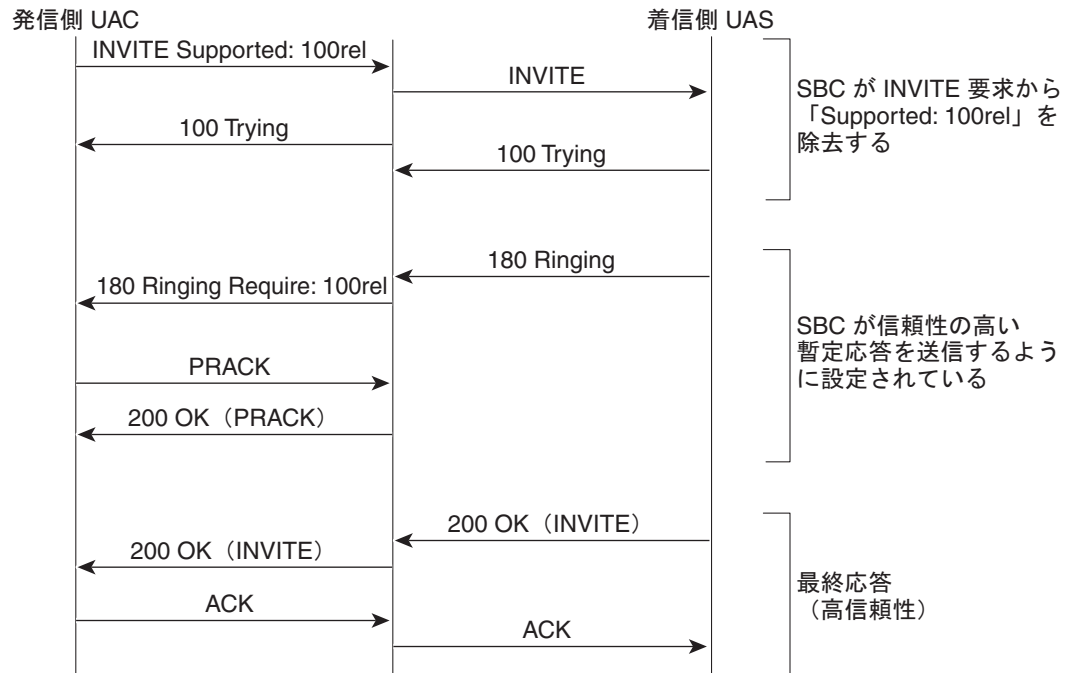 発信側 UAC
着信側 UAS
INVITE Supported: 100rel
INVITE
100 Trying
100 Trying
SBC が INVITE 要求から
「Supported: 100rel」を
除去する
180 Ringing
180 Ringing Require: 100rel
PRACK
200 OK（PRACK）
SBC が信頼性の高い
暫定応答を送信するよう
に設定されている
200 OK（INVITE）
200 OK（INVITE）
ACK
ACK
最終応答
（高信頼性）